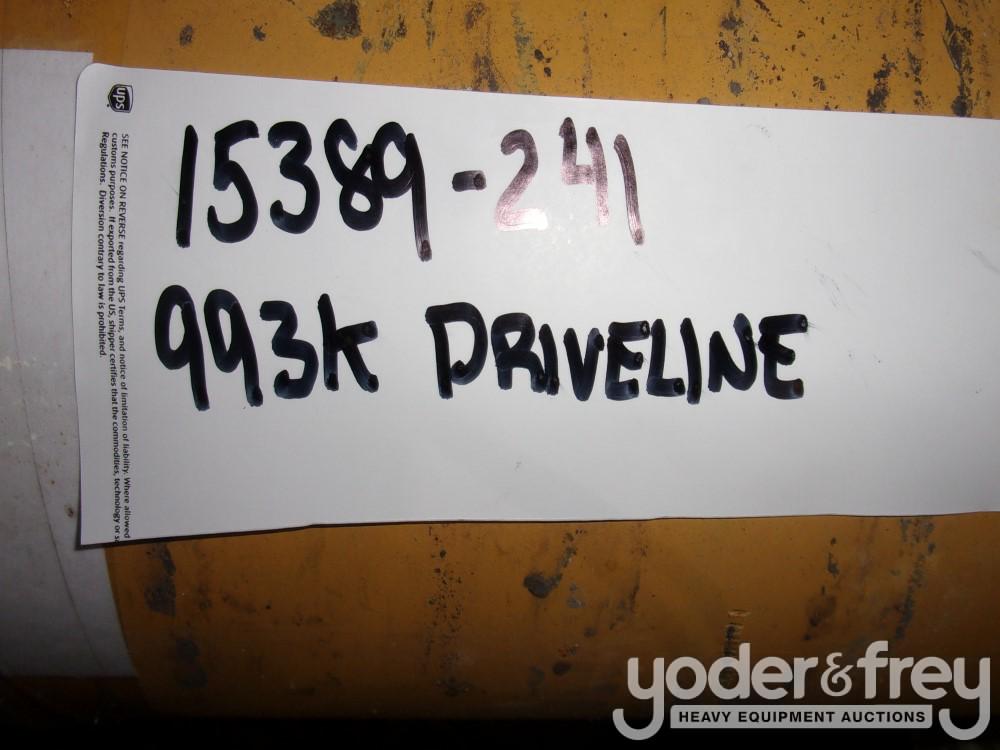 ups
SEE NOTICE ON REVERSE regarding UPS Terms, and notice of limitation of liability. Where allowed
customs purposes. If exported from the US, shipper certifies that the commodities, technology or
Regulations. Diversion contrary to law is prohibited.
15389-241
993K DRIVELINE
yoder&frey
HEAVY EQUIPMENT AUCTIONS